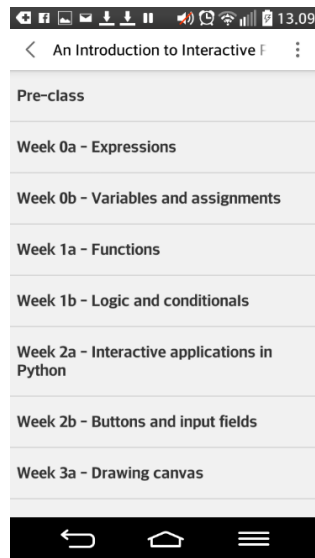 13.09
An Introduction to Interactive P
Pre-class
Week 0a - Expressions
Week 0b - Variables and assignments
Week 1a - Functions
Week 1b - Logic and conditionals
Week 2a - Interactive applications in
Python
Week 2b - Buttons and input fields
Week 3a - Drawing canvas